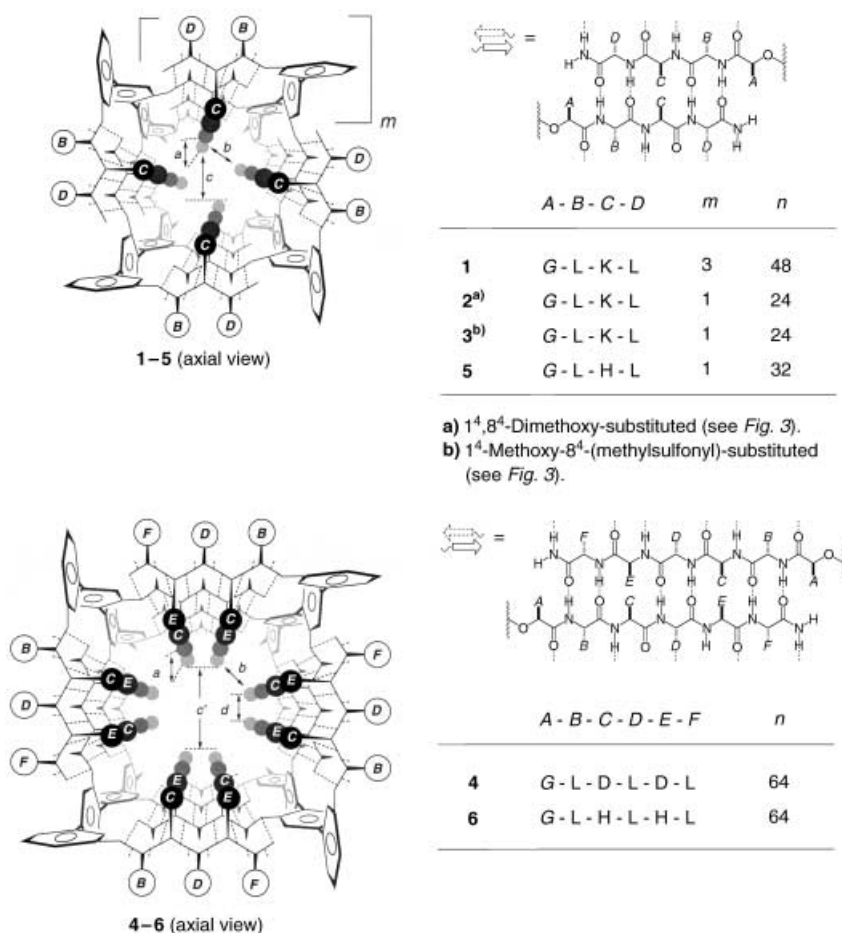 D B
m
C
a b
c
B C C D
D B
C
B D
1–5 (axial view)
=
H D O H B O
H N N N N O
O H C O H A
A H O C H O
O N N N NH
O B O D H
A - B - C - D m n
1 G - L - K - L 3 48
2a) G - L - K - L 1 24
3b) G - L - K - L 1 24
5 G - L - H - L 1 32
a) 1⁴,8⁴-Dimethoxy-substituted (see Fig. 3).
b) 1⁴-Methoxy-8⁴-(methylsulfonyl)-substituted
(see Fig. 3).
F D B
E C
C E
a b
B C E C E F
D c' d D
F E C E C B
C E
C E
B D F
4–6 (axial view)
=
H F O H D O H B O
H N N N N N N O
O H E O H C O H A
A H O C H O E H O
O N N N N N N H
O B O D O F H
A - B - C - D - E - F n
4 G - L - D - L - D - L 64
6 G - L - H - L - H - L 64